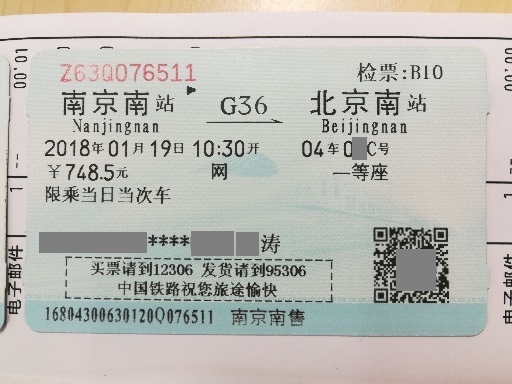 10.00
00.00
Z63Q076511
检票:B10
南京南站 G36 北京南站
Nanjingnan Beijingnan
2018年01月19日 10:30开 04车0 C号
￥748.5元 网 一等座
限乘当日当次车
**** 涛
买票请到12306 发货请到95306
中国铁路祝您旅途愉快
16804300630120Q076511 南京南售
1 --
电子邮件
1 --
电子邮件